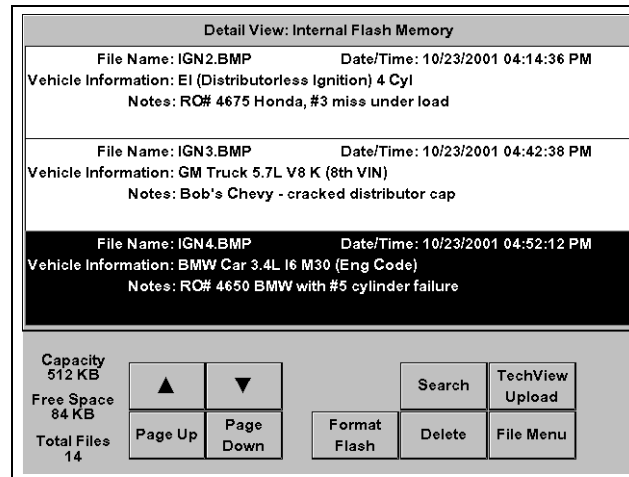 Detail View: Internal Flash Memory
File Name: IGN2.BMP Date/Time: 10/23/2001 04:14:36 PM
Vehicle Information: EI (Distributorless Ignition) 4 Cyl
Notes: RO# 4675 Honda, #3 miss under load
File Name: IGN3.BMP Date/Time: 10/23/2001 04:42:38 PM
Vehicle Information: GM Truck 5.7L V8 K (8th VIN)
Notes: Bob's Chevy - cracked distributor cap
File Name: IGN4.BMP Date/Time: 10/23/2001 04:52:12 PM
Vehicle Information: BMW Car 3.4L I6 M30 (Eng Code)
Notes: RO# 4650 BMW with #5 cylinder failure
Capacity
512 KB
Free Space
84 KB
Total Files
14
▲ ▼
Search
TechView
Upload
Page Up
Page
Down
Format
Flash
Delete
File Menu